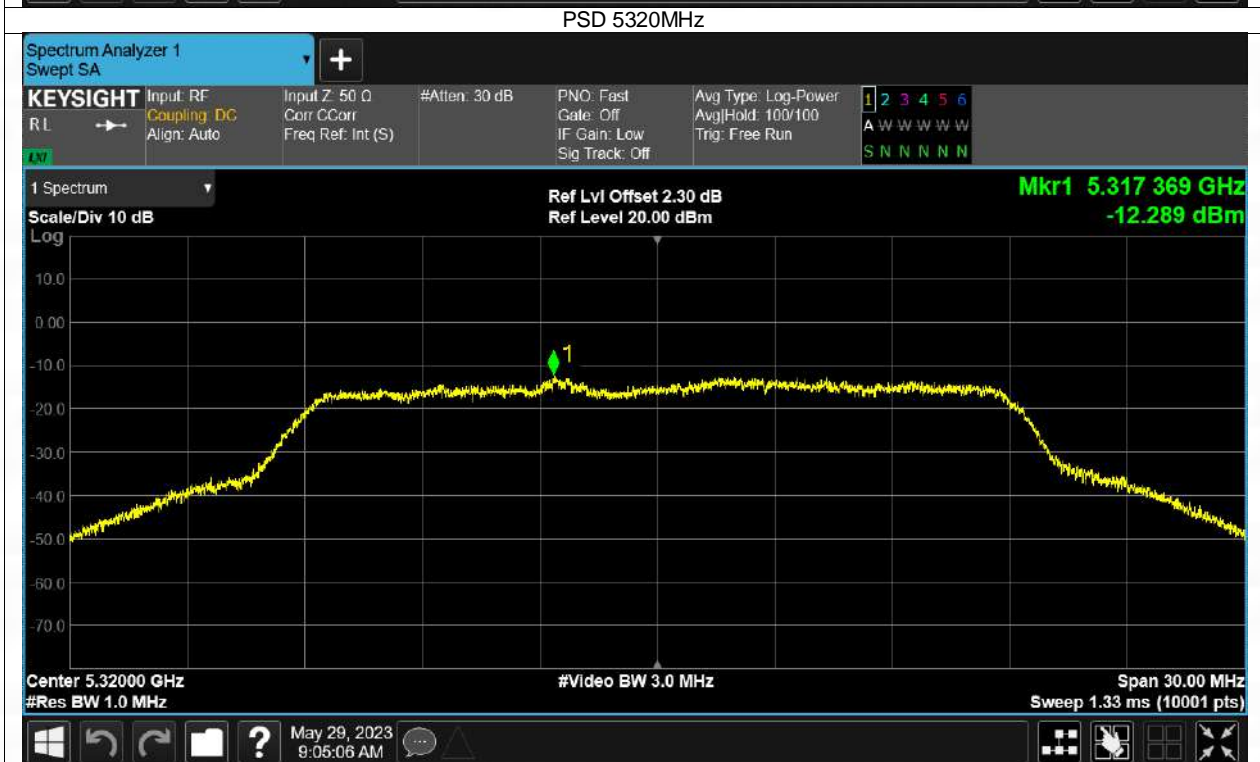 PSD 5320MHz
Spectrum Analyzer 1
Swept SA
+
KEYSIGHT
RL
LXI
Input: RF
Coupling: DC
Align: Auto
Input Z: 50 Ω
Corr CCorr
Freq Ref: Int (S)
#Atten: 30 dB
PNO: Fast
Gate: Off
IF Gain: Low
Sig Track: Off
Avg Type: Log-Power
Avg|Hold: 100/100
Trig: Free Run
1 2 3 4 5 6
A W W W W W
S N N N N N
1 Spectrum
Scale/Div 10 dB
Log
Ref Lvl Offset 2.30 dB
Ref Level 20.00 dBm
Mkr1 5.317 369 GHz
-12.289 dBm
10.0
0.00
-10.0
-20.0
-30.0
-40.0
-50.0
-60.0
-70.0
1
Center 5.32000 GHz
#Res BW 1.0 MHz
#Video BW 3.0 MHz
Span 30.00 MHz
Sweep 1.33 ms (10001 pts)
?
May 29, 2023
9:05:06 AM